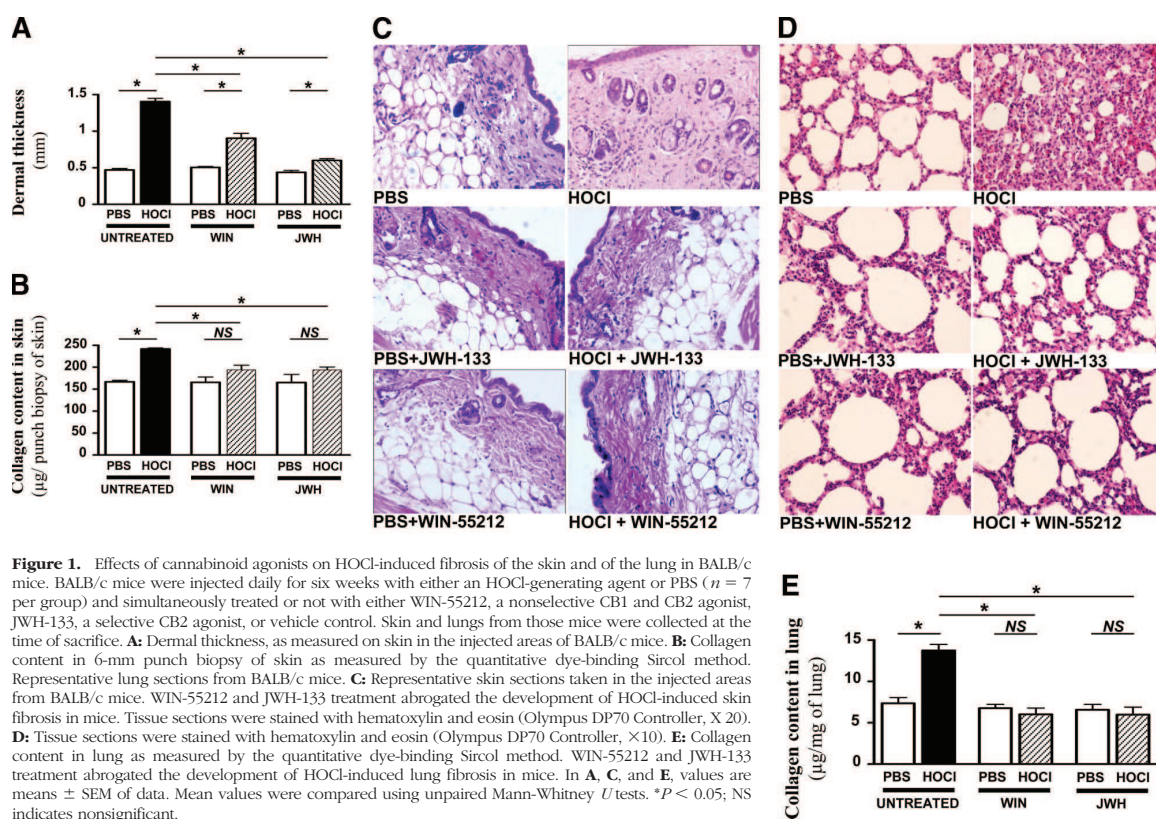 A
Dermal thickness
(mm)
* * * * *
1.5
1
0.5
0
PBS HOCl PBS HOCl PBS HOCl
UNTREATED WIN JWH
B
Collagen content in skin
(µg/ punch biopsy of skin)
*
* *
NS NS
250
200
150
100
50
0
PBS HOCl PBS HOCl PBS HOCl
UNTREATED WIN JWH
C
PBS HOCl
PBS+JWH-133 HOCl + JWH-133
PBS+WIN-55212 HOCl + WIN-55212
D
PBS HOCl
PBS+JWH-133 HOCl + JWH-133
PBS+WIN-55212 HOCl + WIN-55212
Figure 1. Effects of cannabinoid agonists on HOCl-induced fibrosis of the skin and of the lung in BALB/c
mice. BALB/c mice were injected daily for six weeks with either an HOCl-generating agent or PBS (n = 7
per group) and simultaneously treated or not with either WIN-55212, a nonselective CB1 and CB2 agonist,
JWH-133, a selective CB2 agonist, or vehicle control. Skin and lungs from those mice were collected at the
time of sacrifice. A: Dermal thickness, as measured on skin in the injected areas of BALB/c mice. B: Collagen
content in 6-mm punch biopsy of skin as measured by the quantitative dye-binding Sircol method.
Representative lung sections from BALB/c mice. C: Representative skin sections taken in the injected areas
from BALB/c mice. WIN-55212 and JWH-133 treatment abrogated the development of HOCl-induced skin
fibrosis in mice. Tissue sections were stained with hematoxylin and eosin (Olympus DP70 Controller, X 20).
D: Tissue sections were stained with hematoxylin and eosin (Olympus DP70 Controller, ×10). E: Collagen
content in lung as measured by the quantitative dye-binding Sircol method. WIN-55212 and JWH-133
treatment abrogated the development of HOCl-induced lung fibrosis in mice. In A, C, and E, values are
means ± SEM of data. Mean values were compared using unpaired Mann-Whitney U tests. *P < 0.05; NS
indicates nonsignificant.
E
Collagen content in lung
(µg/mg of lung)
*
* *
NS NS
15
10
5
0
PBS HOCl PBS HOCl PBS HOCl
UNTREATED WIN JWH